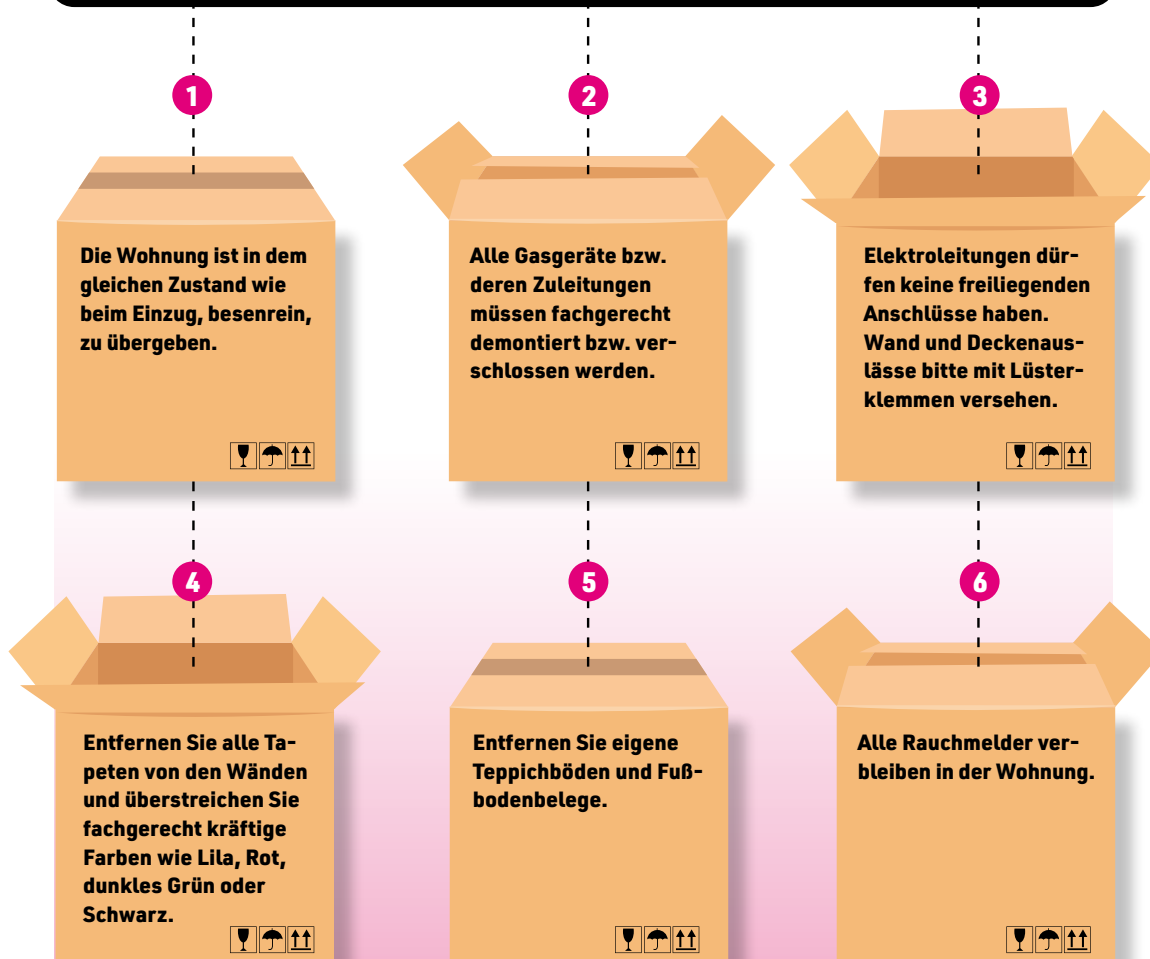 1
Die Wohnung ist in dem
gleichen Zustand wie
beim Einzug, besenrein,
zu übergeben.
2
Alle Gasgeräte bzw.
deren Zuleitungen
müssen fachgerecht
demontiert bzw. ver-
schlossen werden.
3
Elektroleitungen dür-
fen keine freiliegenden
Anschlüsse haben.
Wand und Deckenaus-
lässe bitte mit Lüster-
klemmen versehen.
4
Entfernen Sie alle Ta-
peten von den Wänden
und überstreichen Sie
fachgerecht kräftige
Farben wie Lila, Rot,
dunkles Grün oder
Schwarz.
5
Entfernen Sie eigene
Teppichböden und Fuß-
bodenbelege.
6
Alle Rauchmelder ver-
bleiben in der Wohnung.